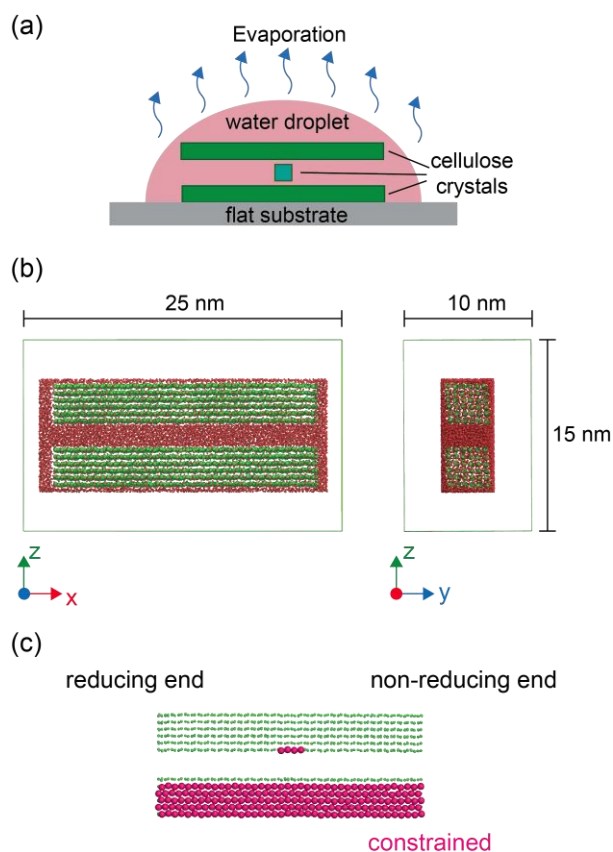 (a)
Evaporation
water droplet
cellulose
crystals
flat substrate
(b)
25 nm
10 nm
15 nm
z
x
z
y
(c)
reducing end
non-reducing end
constrained